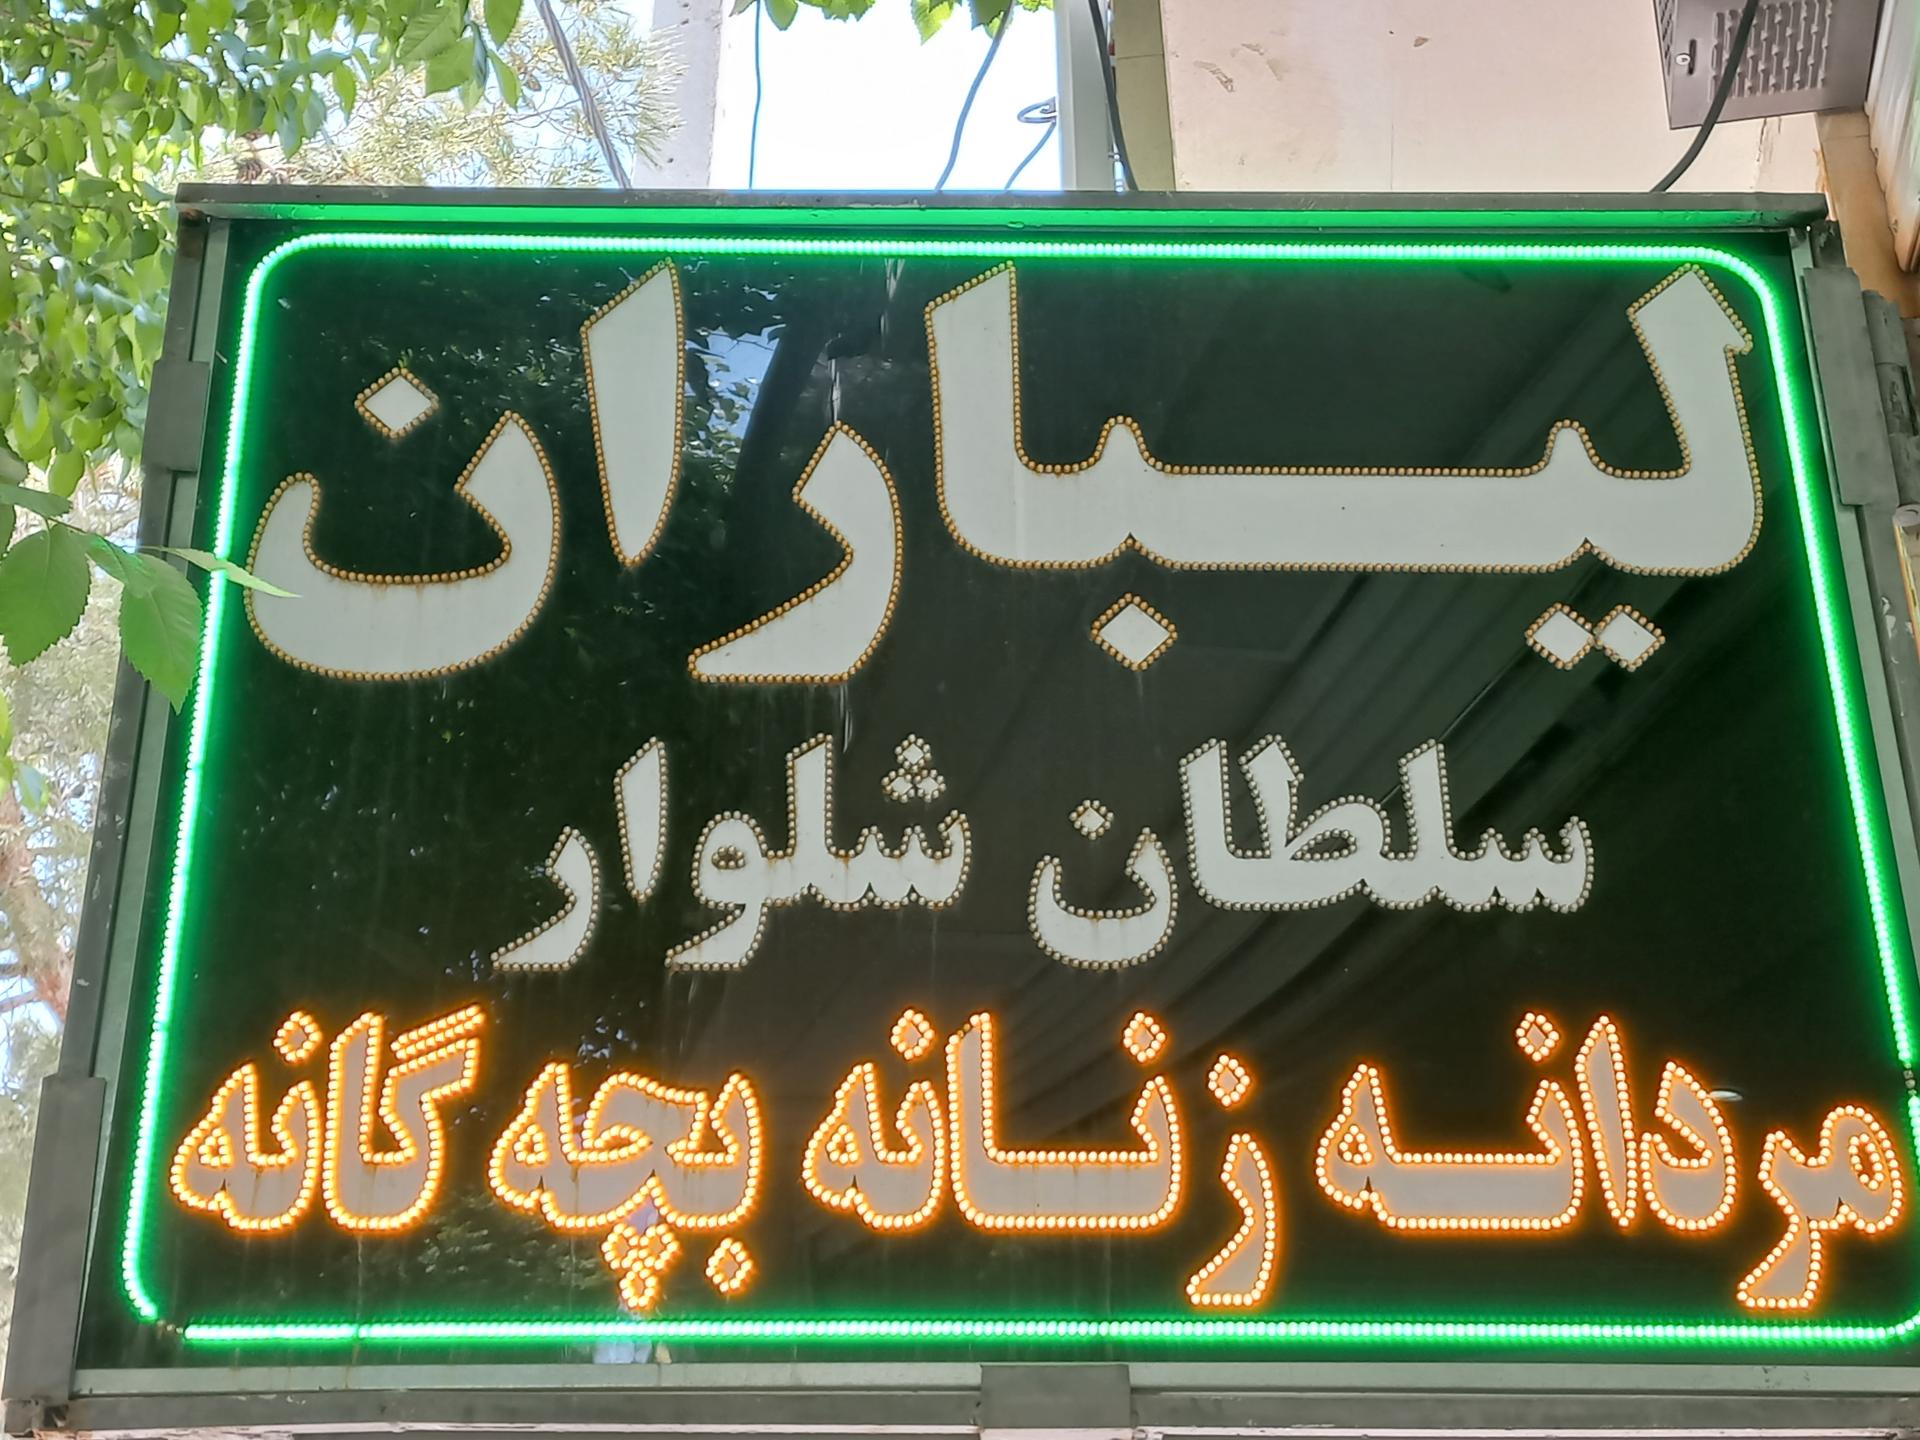 لیباران
سلطان شلوار
مردانه زنانه بچه گانه